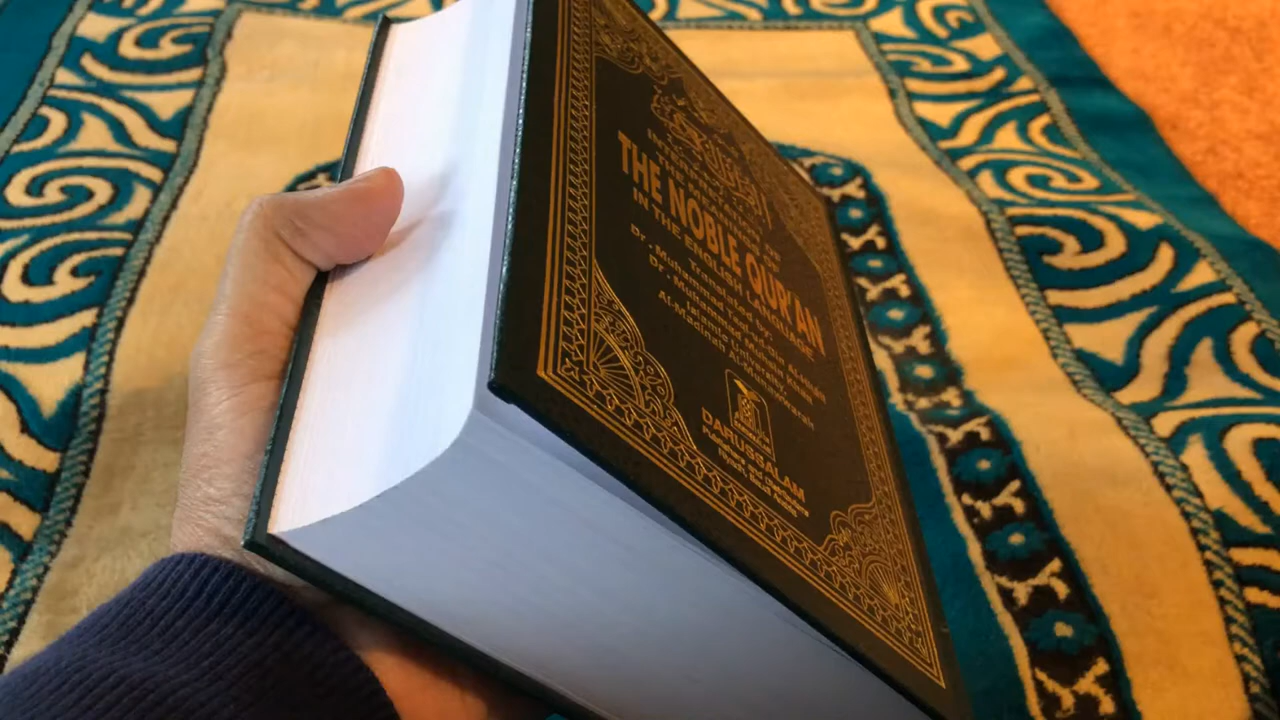 INTERPRETATION OF
THE MEANINGS OF
THE NOBLE QUR'AN
IN THE ENGLISH LANGUAGE
Translated by:
Dr. Muhammad Taqi-ud-Din Al-Hilali
Dr. Muhammad Muhsin Khan
Islamic University
Al-Madinah Al-Munawwarah
DARUSSALAM